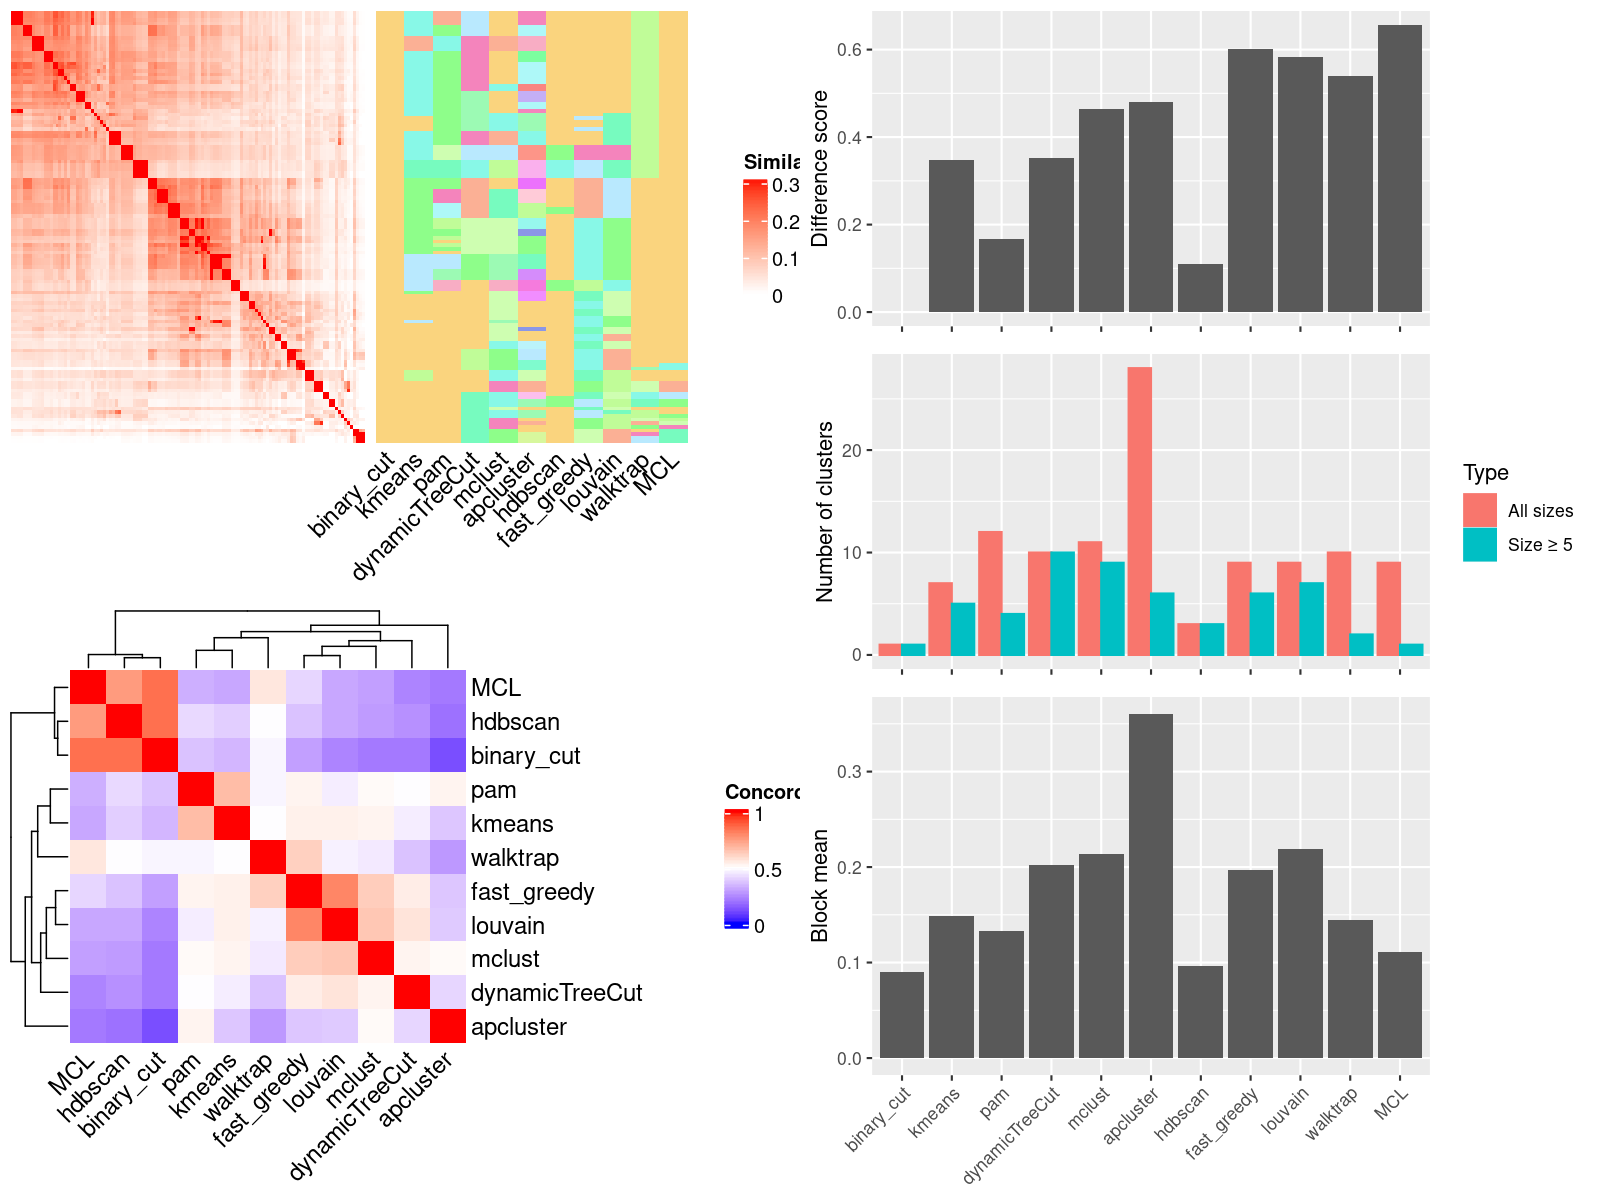 Simila
0.3
0.2
0.1
0
binary_cut
kmeans
pam
dynamicTreeCut
mclust
apcluster
hdbscan
fast_greedy
louvain
walktrap
MCL
MCL
hdbscan
binary_cut
pam
kmeans
walktrap
fast_greedy
louvain
mclust
dynamicTreeCut
apcluster
MCL
hdbscan
binary_cut
pam
kmeans
walktrap
fast_greedy
louvain
mclust
dynamicTreeCut
apcluster
Concord
1
0.5
0
Difference score
0.6
0.4
0.2
0.0
Number of clusters
20
10
0
Type
All sizes
Size ≥ 5
Block mean
0.3
0.2
0.1
0.0
binary_cut
kmeans
pam
dynamicTreeCut
mclust
apcluster
hdbscan
fast_greedy
louvain
walktrap
MCL